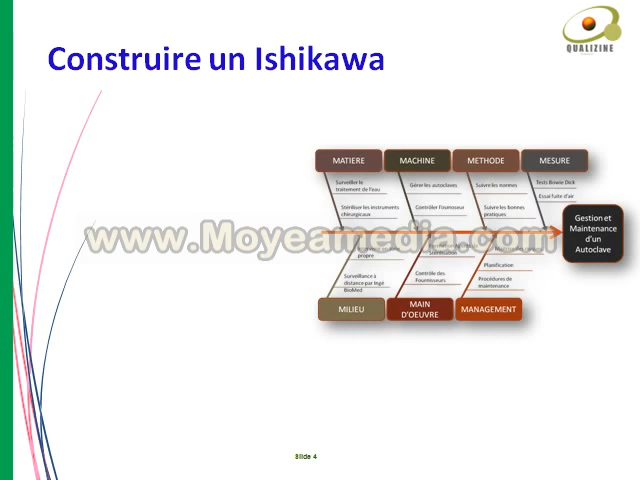 Construire un Ishikawa
QUALIZINE
MATIERE
MACHINE
METHODE
MESURE
Surveiller le
traitement de l'eau
Stériliser les instruments
chirurgicaux
Gérer les autoclaves
Contrôler l'osmoseur
Suivre les normes
Suivre les bonnes
pratiques
Tests Bowie Dick
Essai fuite d'air
Gestion et
Maintenance
d'un
Autoclave
www.Moyeamedia.com
propre
Surveillance à
distance par Ingé
BioMed
Stérilisation
Contrôle des
Fournisseurs
Planification
Procédures de
maintenance
MILIEU
MAIN
D'OEUVRE
MANAGEMENT
Slide 4